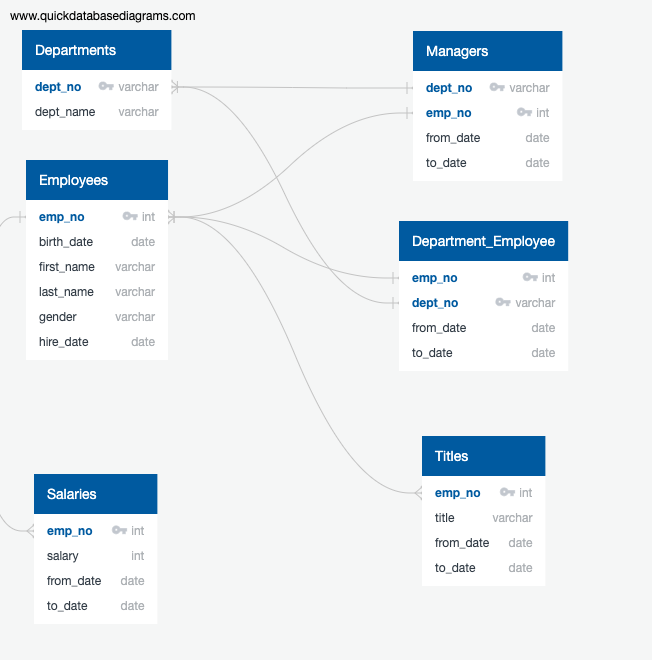 www.quickdatabasediagrams.com
Departments
dept_no varchar
dept_name varchar
Employees
emp_no int
birth_date date
first_name varchar
last_name varchar
gender varchar
hire_date date
Salaries
emp_no int
salary int
from_date date
to_date date
Managers
dept_no varchar
emp_no int
from_date date
to_date date
Department_Employee
emp_no int
dept_no varchar
from_date date
to_date date
Titles
emp_no int
title varchar
from_date date
to_date date